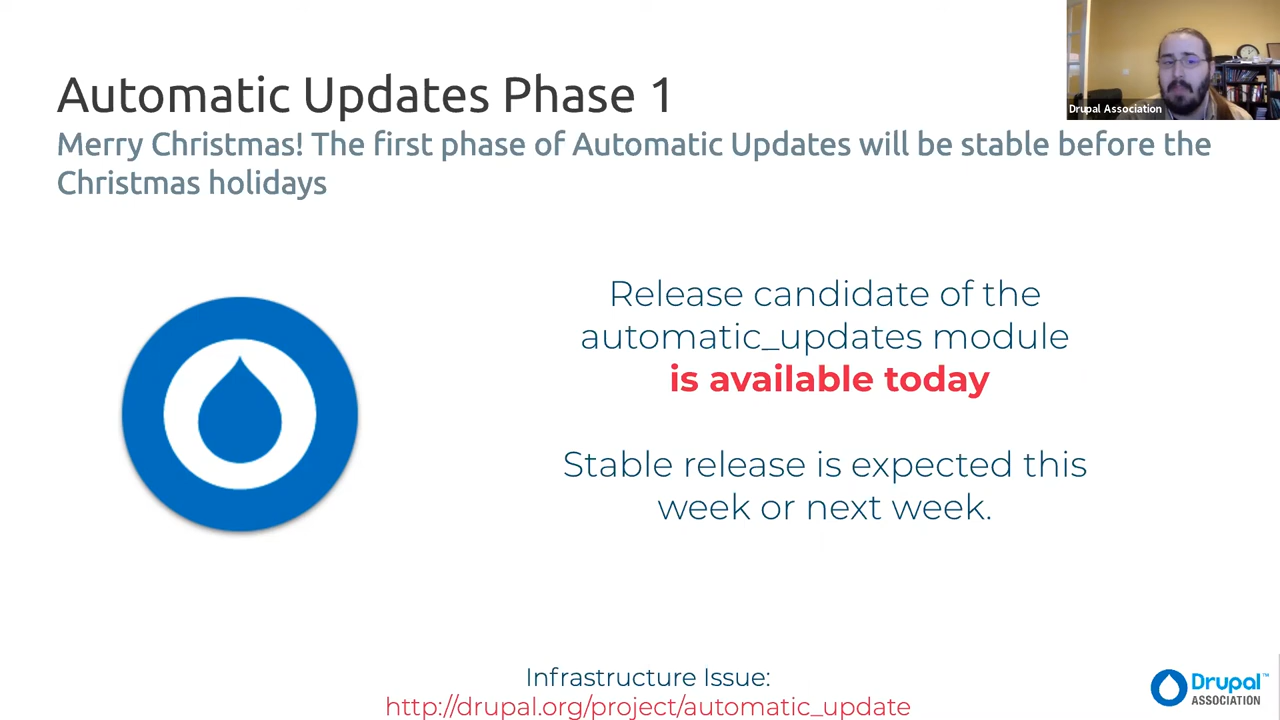 Automatic Updates Phase 1
Merry Christmas! The first phase of Automatic Updates will be stable before the
Christmas holidays
Drupal Association
Release candidate of the
automatic_updates module
is available today
Stable release is expected this
week or next week.
Infrastructure Issue:
http://drupal.org/project/automatic_update
Drupal™
ASSOCIATION